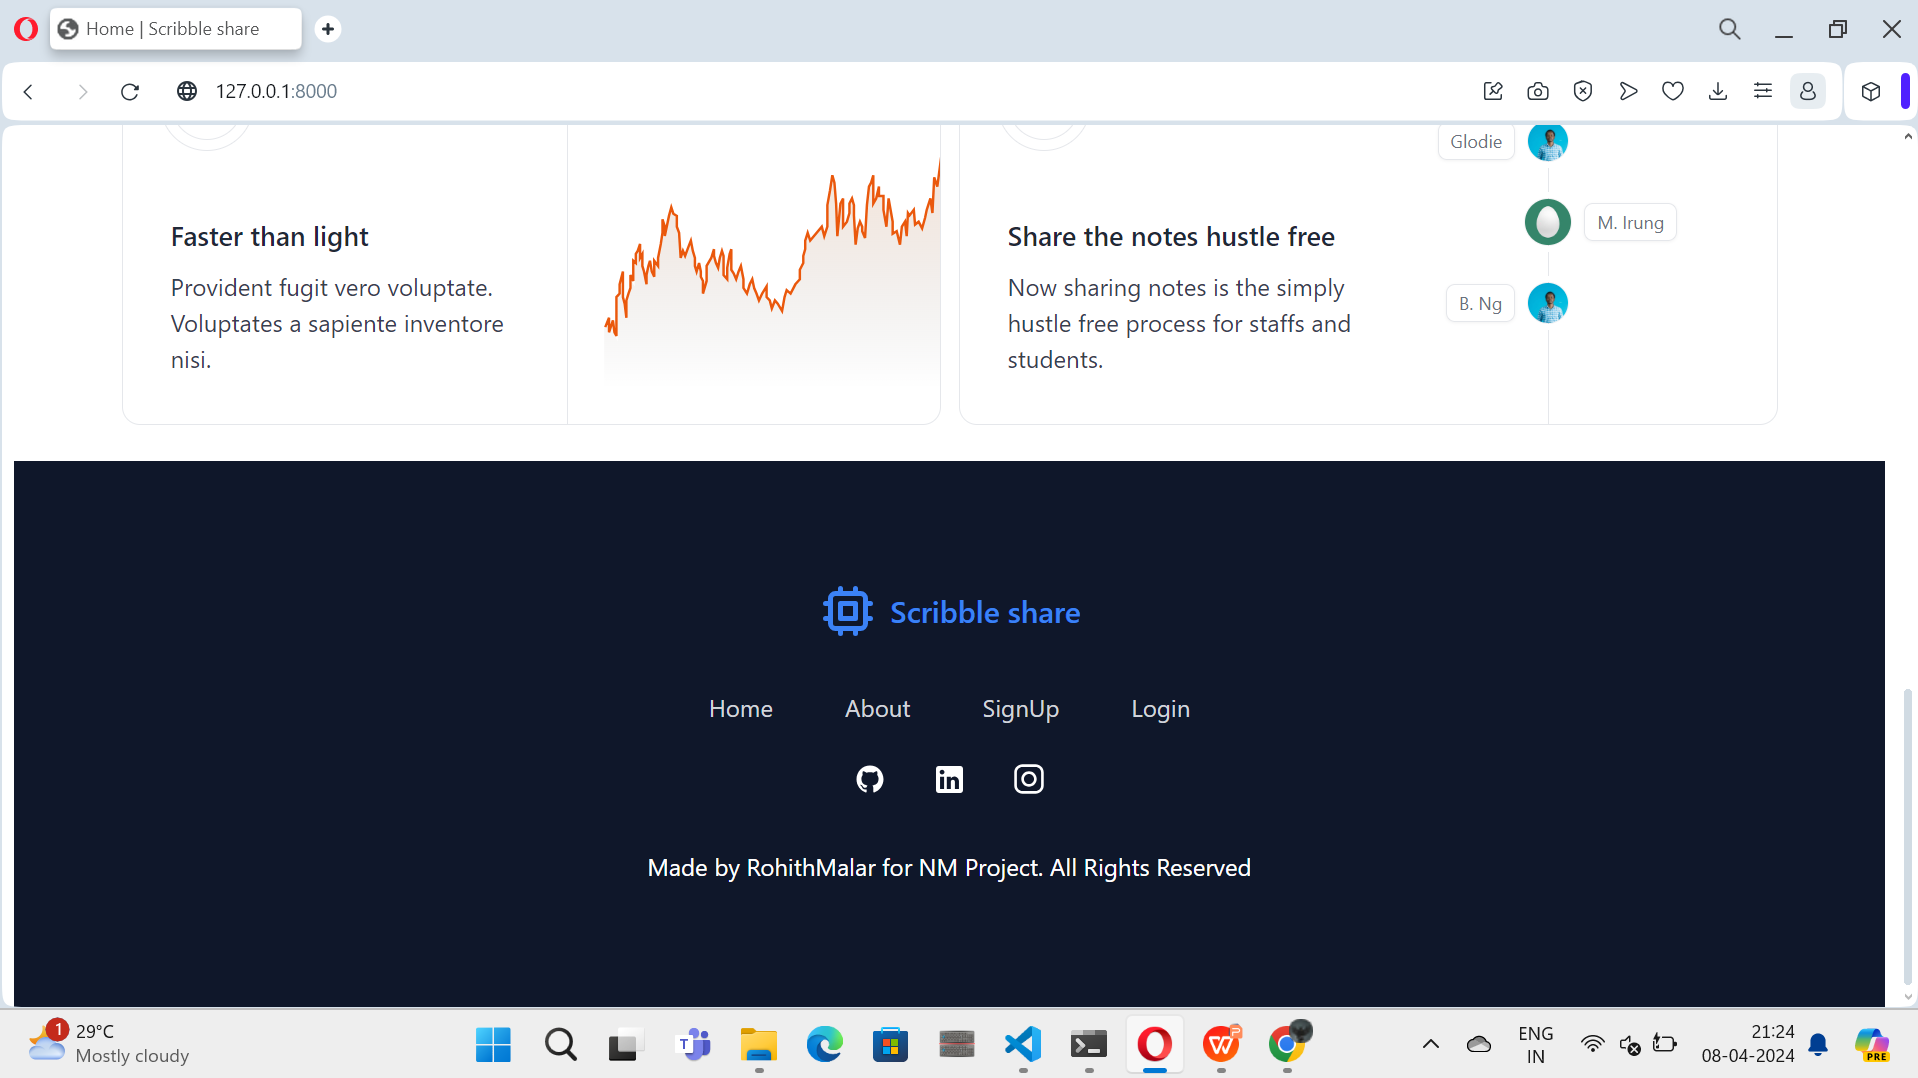 Home | Scribble share
127.0.0.1:8000
Glodie
M. Irung
B. Ng
Faster than light
Provident fugit vero voluptate.
Voluptates a sapiente inventore
nisi.
Share the notes hustle free
Now sharing notes is the simply
hustle free process for staffs and
students.
Scribble share
Home About SignUp Login
in
Made by RohithMalar for NM Project. All Rights Reserved
1
29°C
Mostly cloudy
T
W
P
ENG
IN
21:24
08-04-2024
PRE